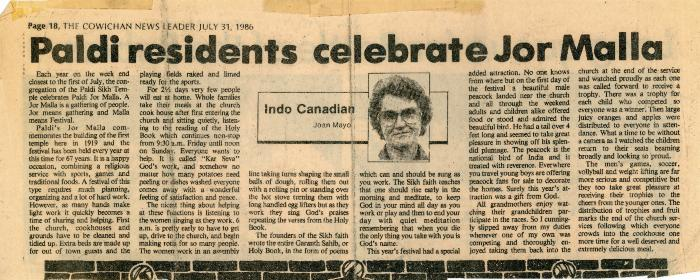 Page 18, THE COWICHAN NEWS LEADER JULY 31, 1986
Paldi residents celebrate Jor Malla
Each year on the week end
closest to the first of July, the con-
gregation of the Paldi Sikh Tem-
ple celebrates Paldi Jor Malla. A
Jor Malla is a gathering of people.
Jor means gathering and Malla
means Festival.
Paldi's Jor Malla com-
memorates the building of the first
temple here in 1919 and the
festival has been held every year at
this time for 67 years. It is a happy
occasion, combining a religious
service with sports, games and
traditional foods. A festival of this
type requires much planning,
organizing and a lot of hard work.
However, as many hands make
light work it quickly becomes a
time of sharing and helping. First
the church, cookhouses and
grounds have to be cleaned and
tidied up. Extra beds are made up
for out of town guests and the
playing fields raked and limed
ready for the sports.
For 2½ days very few people
will eat at home. Whole families
take their meals at the church
cook house after first entering the
church and sitting quietly, listen-
ing to the reading of the Holy
Book which continues non-stop
from 9:30 a.m. Friday until noon
on Sunday. Everyone wants to
help. It is called "Kar Seva"
God's work, and somehow no
matter how many potatoes need
peeling or dishes washed everyone
comes away with a wonderful
feeling of satisfaction and peace.
The nicest thing about helping
at these functions is listening to
the women singing as they work. 6
a.m. is pretty early to have to get
up, drive to the church, and begin
making rotis for so many people.
The women work in an assembly
Indo Canadian
Joan Mayo
line taking turns shaping the small
balls of dough, rolling them out
with a rolling pin or standing over
the hot stove turning them with
long handled egg lifters but as they
work they sing God's praises
repeating the verses from the Holy
Book.
The founders of the Sikh faith
wrote the entire Granth Sahib, or
Holy Book, in the form of poems
which can and should be sung as
you work. The Sikh faith teaches
that one should rise early in the
morning and meditate, to keep
God in your mind all day as you
work or play and then to end your
day with quiet meditation
remembering that when you die
the only thing you take with you is
God's name.
This year's festival had a special
added attraction. No one knows
from where but on the first day of
the festival a beautiful male
peacock landed near the church
and all through the weekend
adults and children alike offered
food or stood and admired the
beautiful bird. He had a tail over 4
feet long and seemed to take great
pleasure in showing off his splen-
did plumage. The peacock is the
national bird of India and is
treated with reverence. Everywhere
you travel young boys are offering
peacock fans for sale to decorate
the homes. Surely this year's at-
traction was a gift from God.
All grandmothers enjoy wat-
ching their grandchildren par-
ticipate in the races. So I cunning-
ly slipped away from my duties
whenever one of my own was
competing and thoroughly en-
joyed taking them back into the
church at the end of the service
and watched proudly as each one
was called forward to receive a
trophy. There was a trophy for
each child who competed so
everyone was a winner. Then large
juicy oranges and apples were
distributed to everyone in atten-
dance. What a time to be without
a camera as I watched the children
return to their seats beaming
broadly and looking so proud.
The men's games, soccer,
volleyball and weight lifting are far
more serious and competitive but
they too take great pleasure at
receiving their trophies to the
cheers from the younger ones. The
distribution of trophies and fruit
marks the end of the church ser-
vices following which everyone
crowds into the cookhouse one
more time for a well deserved and
extremely delicious meal.